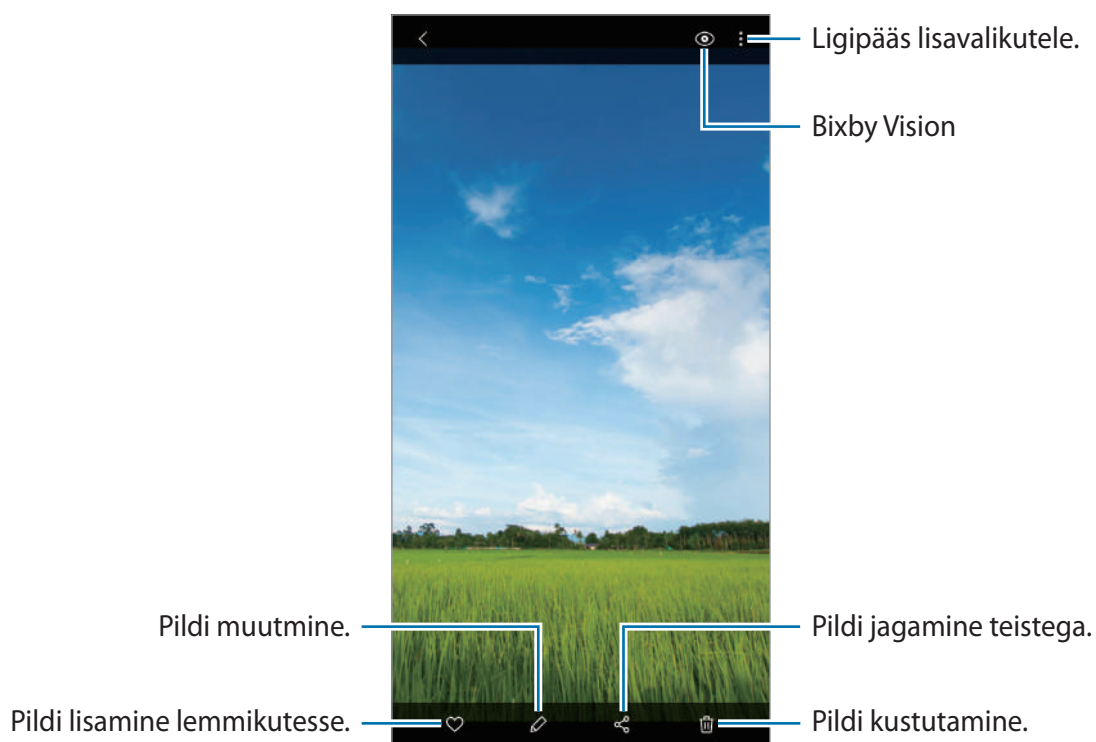 Ligipääs lisavalikutele.
Bixby Vision
Pildi muutmine.
Pildi jagamine teistega.
Pildi lisamine lemmikutesse.
Pildi kustutamine.